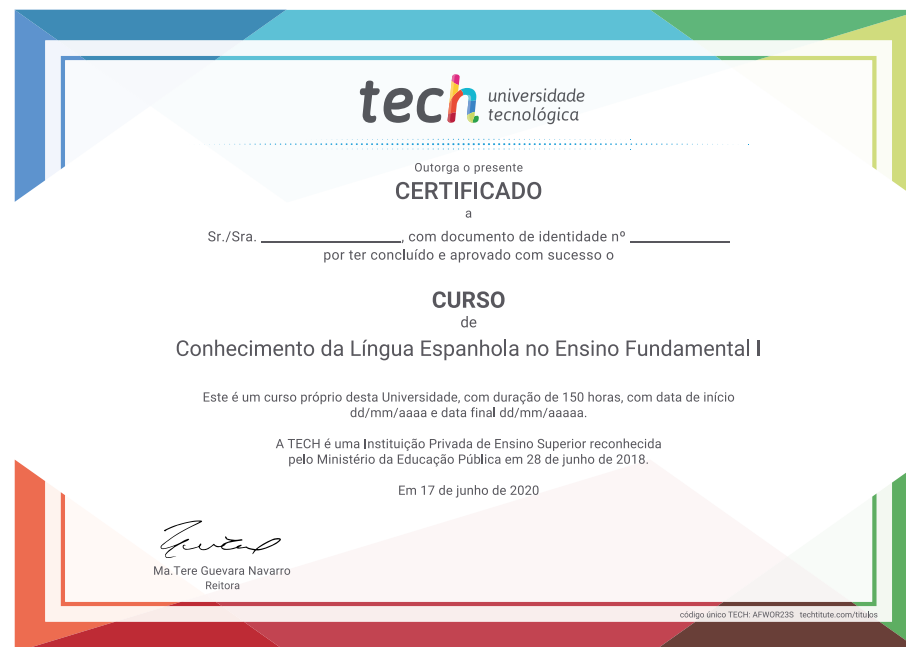 tech universidade
tecnológica
Outorga o presente
CERTIFICADO
a
Sr./Sra. , com documento de identidade nº
por ter concluído e aprovado com sucesso o
CURSO
de
Conhecimento da Língua Espanhola no Ensino Fundamental I
Este é um curso próprio desta Universidade, com duração de 150 horas, com data de início
dd/mm/aaaa e data final dd/mm/aaaaa.
A TECH é uma Instituição Privada de Ensino Superior reconhecida
pelo Ministério da Educação Pública em 28 de junho de 2018.
Em 17 de junho de 2020
Ma.Tere Guevara Navarro
Reitora
código único TECH: AFWOR23S techtitute.com/titulos